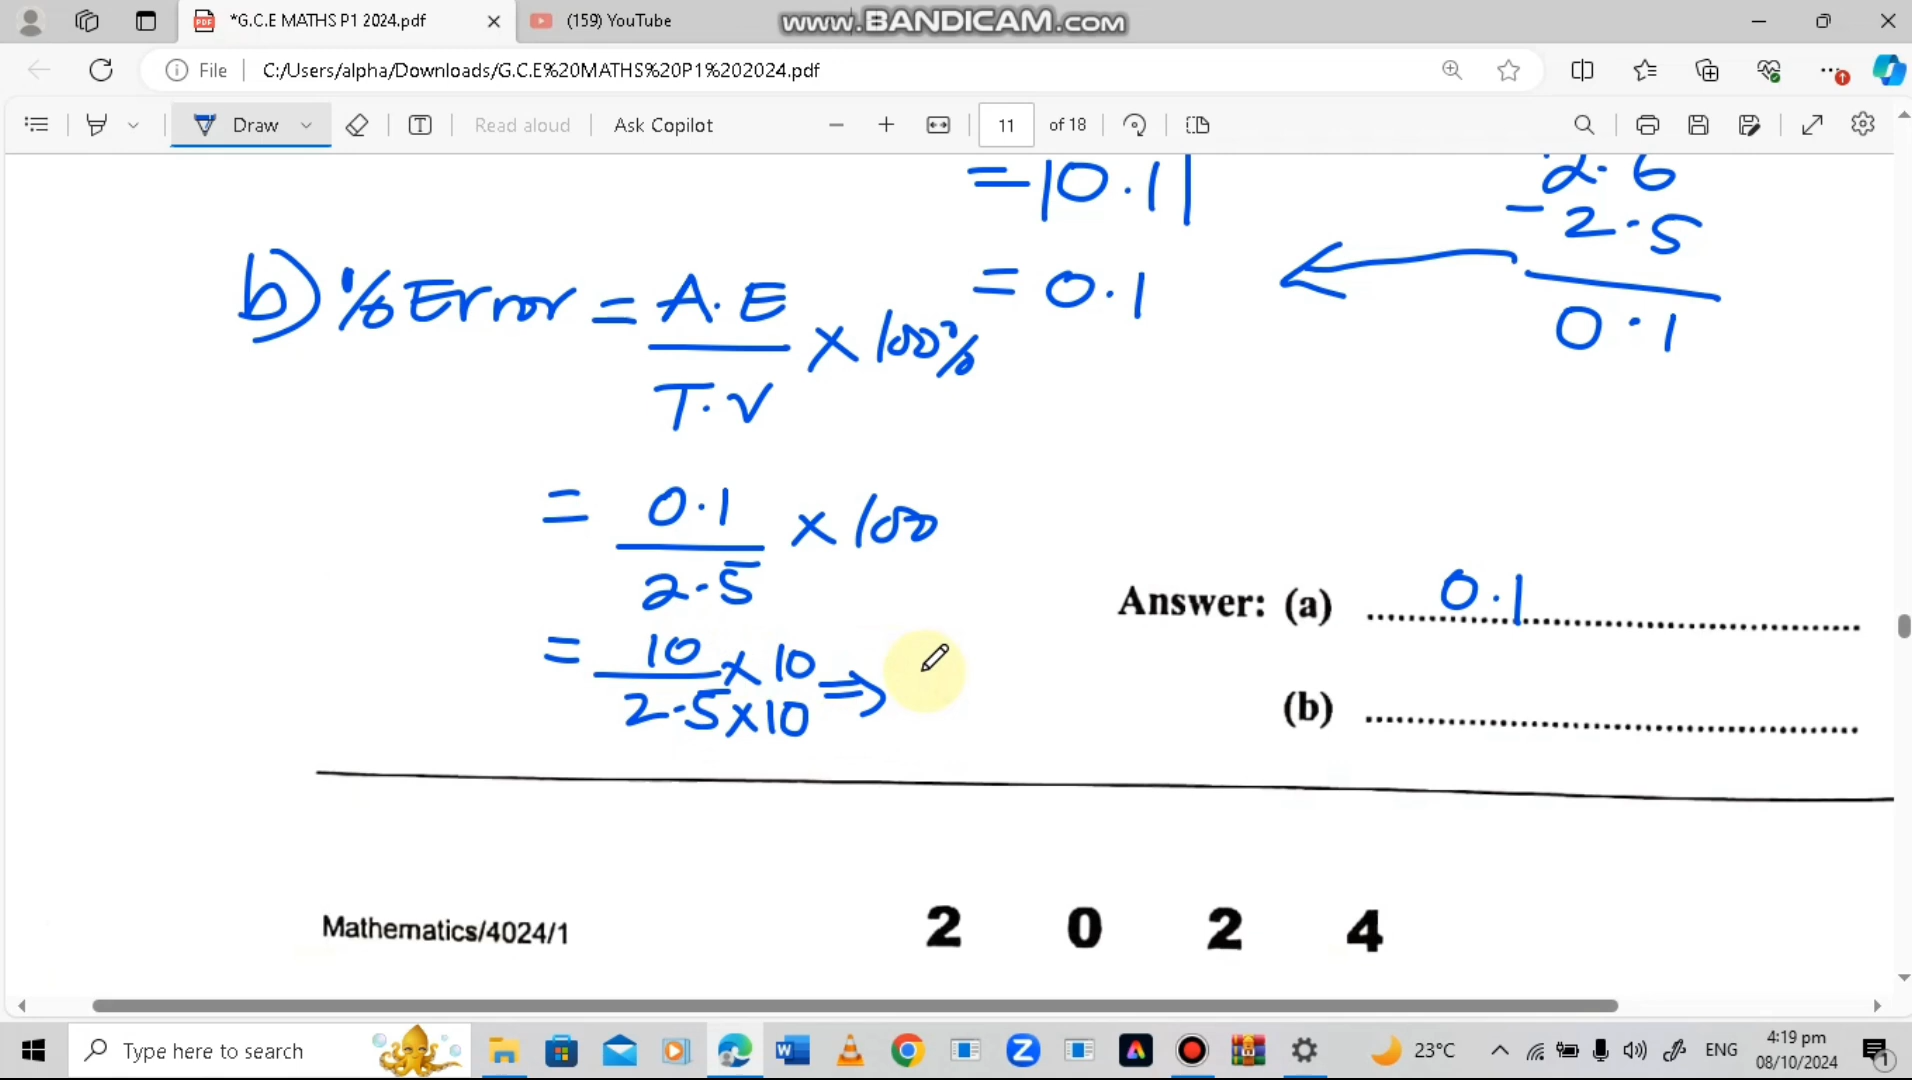 *G.C.E MATHS P1 2024.pdf
(159) YouTube
www.BANDICAM.com
File
C:/Users/alpha/Downloads/G.C.E%20MATHS%20P1%202024.pdf
Draw
Read aloud
Ask Copilot
11
of 18
=|0.1|
2.6
- 2.5
0.1
= 0.1
b) % Error = A.E / T.V × 100%
= 0.1 / 2.5 × 100
= 10 × 10 / 2.5 × 10 ⇒
Answer: (a) 0.1
(b)
Mathematics/4024/1
2 0 2 4
Type here to search
23°C
ENG
4:19 pm
08/10/2024
1